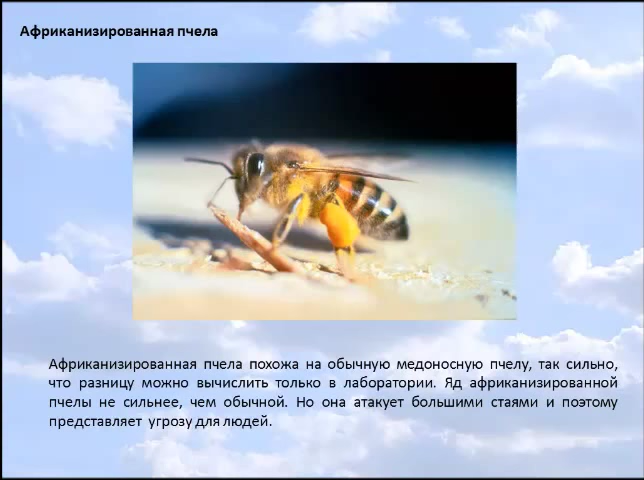 Африканизированная пчела
Африканизированная пчела похожа на обычную медоносную пчелу, так сильно,
что разницу можно вычислить только в лаборатории. Яд африканизированной
пчелы не сильнее, чем обычной. Но она атакует большими стаями и поэтому
представляет угрозу для людей.